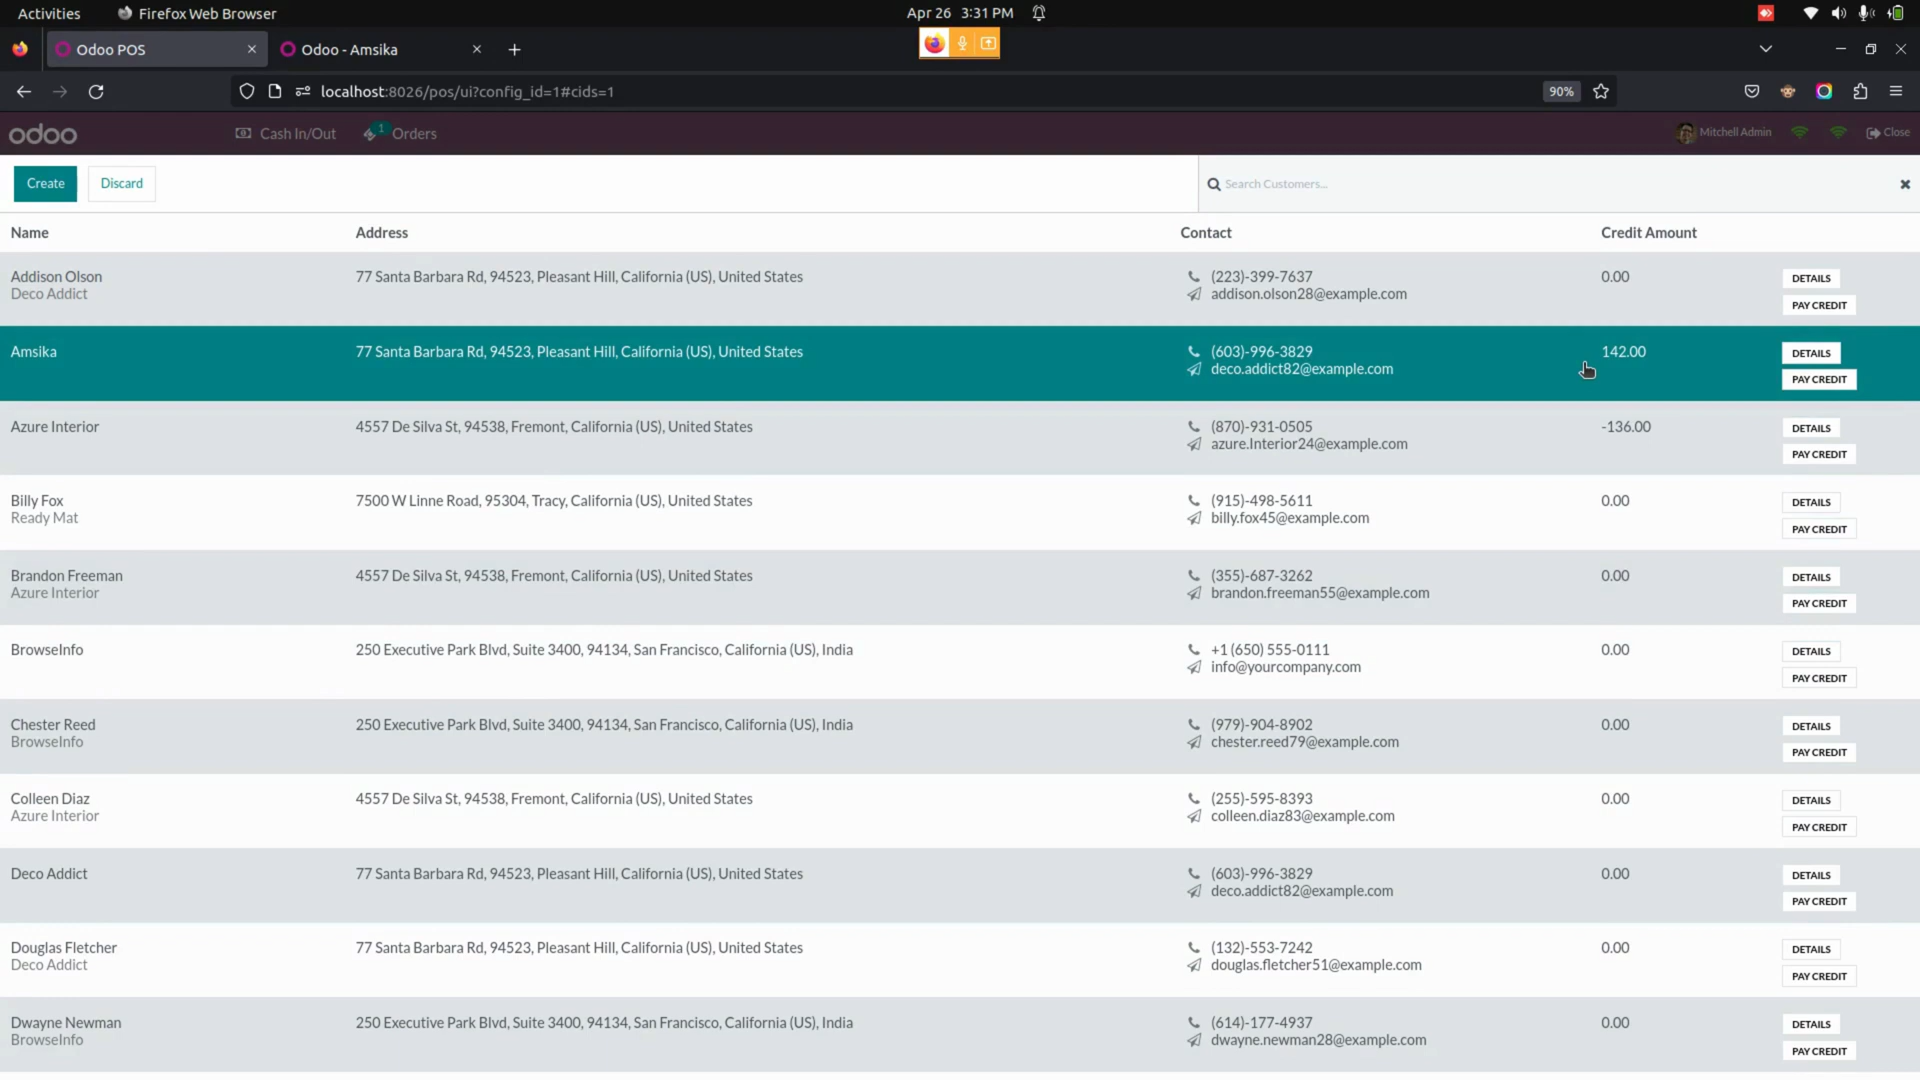 Activities Firefox Web Browser Apr 26 3:31 PM
Odoo POS Odoo - Amsika
localhost:8026/pos/ui?config_id=1#cids=1 90%
odoo Cash In/Out 1 Orders Mitchell Admin Close
Create Discard Search Customers...
Name Address Contact Credit Amount
Addison Olson 77 Santa Barbara Rd, 94523, Pleasant Hill, California (US), United States (223)-399-7637 0.00 DETAILS
Deco Addict addison.olson28@example.com
PAY CREDIT
Amsika 77 Santa Barbara Rd, 94523, Pleasant Hill, California (US), United States (603)-996-3829 142.00 DETAILS
deco.addict82@example.com
PAY CREDIT
Azure Interior 4557 De Silva St, 94538, Fremont, California (US), United States (870)-931-0505 -136.00 DETAILS
azure.Interior24@example.com
PAY CREDIT
Billy Fox 7500 W Linne Road, 95304, Tracy, California (US), United States (915)-498-5611 0.00 DETAILS
Ready Mat billy.fox45@example.com
PAY CREDIT
Brandon Freeman 4557 De Silva St, 94538, Fremont, California (US), United States (355)-687-3262 0.00 DETAILS
Azure Interior brandon.freeman55@example.com
PAY CREDIT
BrowseInfo 250 Executive Park Blvd, Suite 3400, 94134, San Francisco, California (US), India +1 (650) 555-0111 0.00 DETAILS
info@yourcompany.com
PAY CREDIT
Chester Reed 250 Executive Park Blvd, Suite 3400, 94134, San Francisco, California (US), India (979)-904-8902 0.00 DETAILS
BrowseInfo chester.reed79@example.com
PAY CREDIT
Colleen Diaz 4557 De Silva St, 94538, Fremont, California (US), United States (255)-595-8393 0.00 DETAILS
Azure Interior colleen.diaz83@example.com
PAY CREDIT
Deco Addict 77 Santa Barbara Rd, 94523, Pleasant Hill, California (US), United States (603)-996-3829 0.00 DETAILS
deco.addict82@example.com
PAY CREDIT
Douglas Fletcher 77 Santa Barbara Rd, 94523, Pleasant Hill, California (US), United States (132)-553-7242 0.00 DETAILS
Deco Addict douglas.fletcher51@example.com
PAY CREDIT
Dwayne Newman 250 Executive Park Blvd, Suite 3400, 94134, San Francisco, California (US), India (614)-177-4937 0.00 DETAILS
BrowseInfo dwayne.newman28@example.com
PAY CREDIT